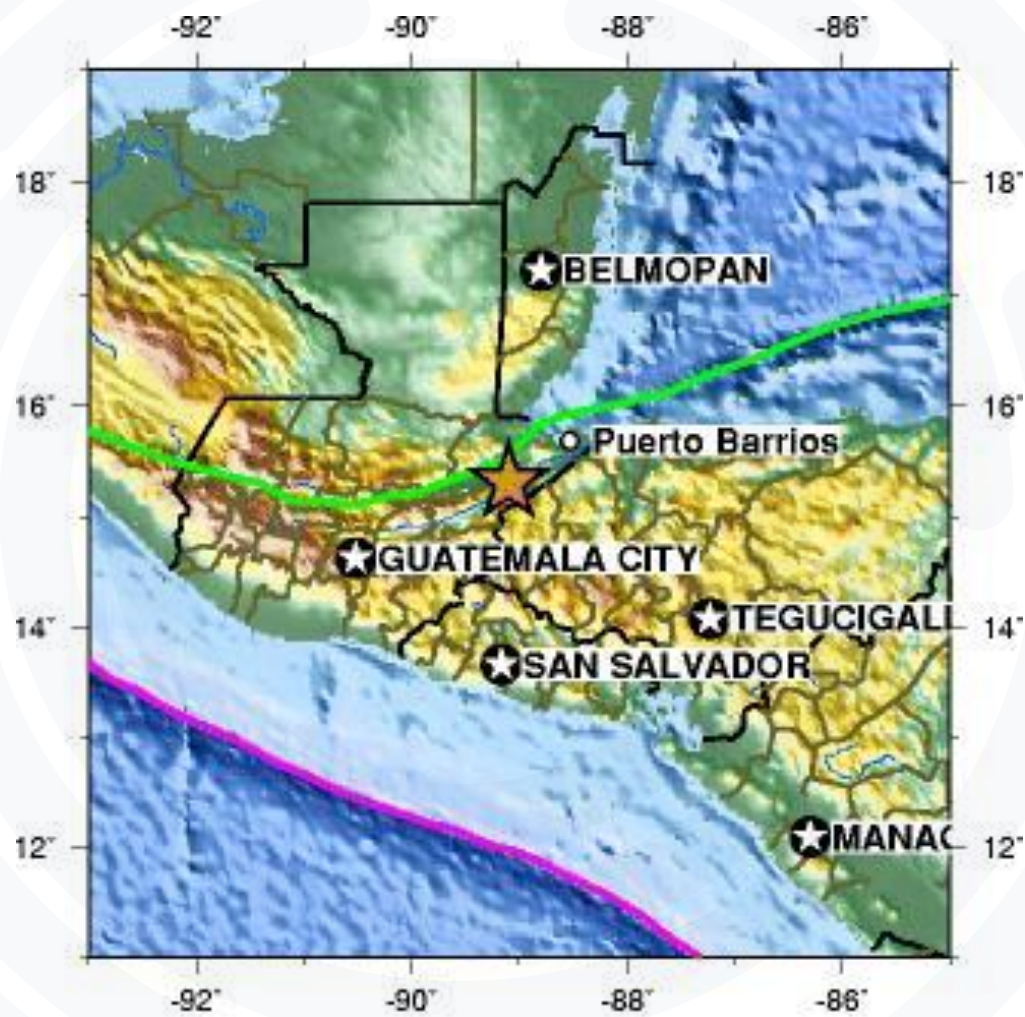 -92˚ -90˚ -88˚ -86˚
18˚ 18˚
BELMOPAN
16˚ 16˚
Puerto Barrios
GUATEMALA CITY
14˚ TEGUCIGALI 14˚
SAN SALVADOR
12˚ MANAG 12˚
-92˚ -90˚ -88˚ -86˚